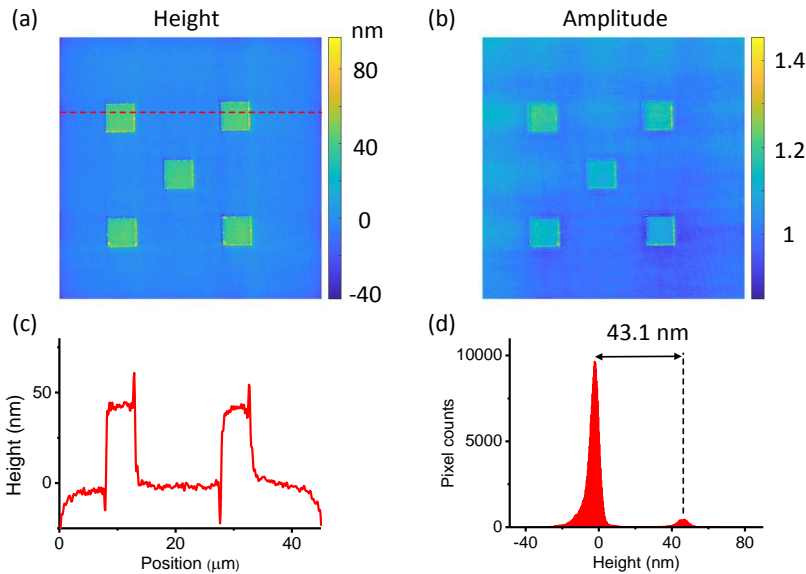 (a) Height
nm
80
40
0
-40
(b) Amplitude
1.4
1.2
1
(c)
Height (nm)
50
0
0 20 40
Position (μm)
(d)
43.1 nm
Pixel counts
10000
5000
0
-40 0 40 80
Height (nm)